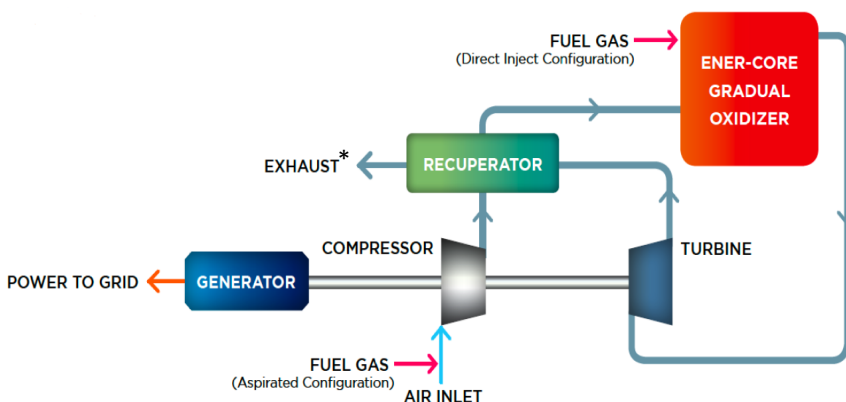 FUEL GAS
(Direct Inject Configuration)
ENER-CORE
GRADUAL
OXIDIZER
EXHAUST*
RECUPERATOR
COMPRESSOR
TURBINE
POWER TO GRID
GENERATOR
FUEL GAS
(Aspirated Configuration)
AIR INLET